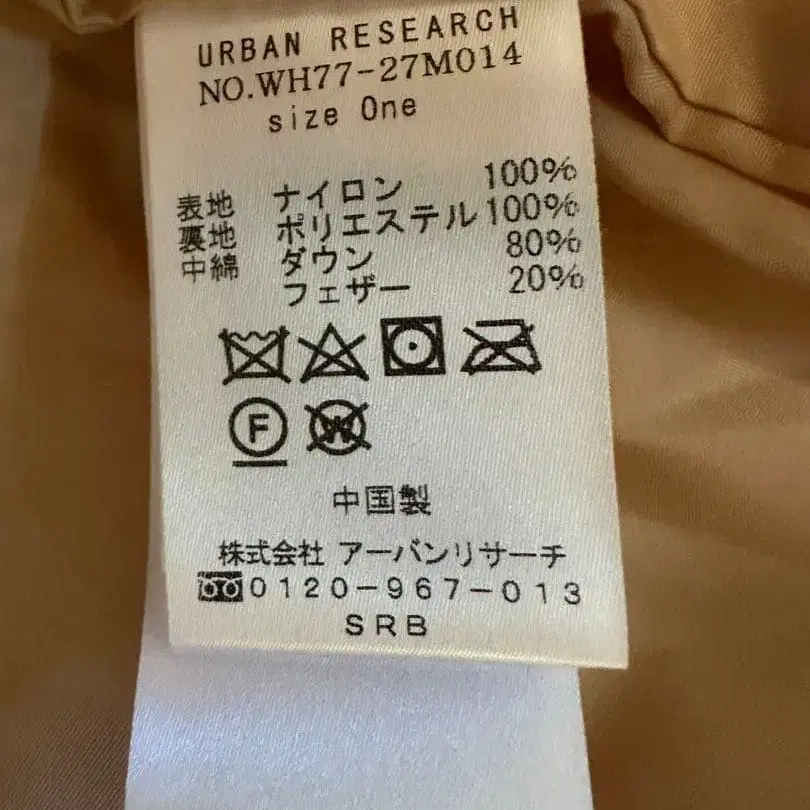 URBAN RESEARCH
NO.WH77-27M014
size One
表地 ナイロン 100%
裏地 ポリエステル 100%
中綿 ダウン 80%
フェザー 20%
F W
中国製
株式会社 アーバンリサーチ
0120-967-013
SRB